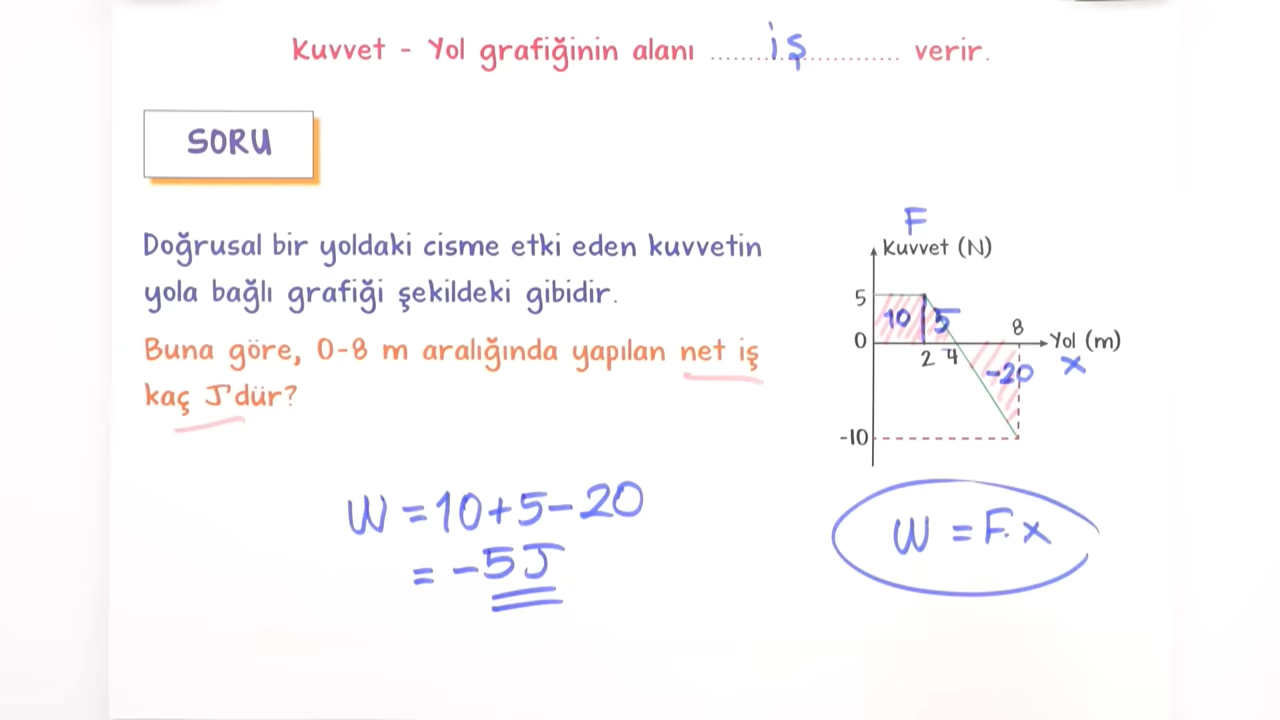 Kuvvet - Yol grafiğinin alanı ........iş............ verir.
SORU
Doğrusal bir yoldaki cisme etki eden kuvvetin
yola bağlı grafiği şekildeki gibidir.
Buna göre, 0-8 m aralığında yapılan net iş
kaç J'dür?
F
Kuvvet (N)
5
10 5
8
0
Yol (m)
2 4
-20
x
-10
W = 10+5-20
= -5J
W = F.x